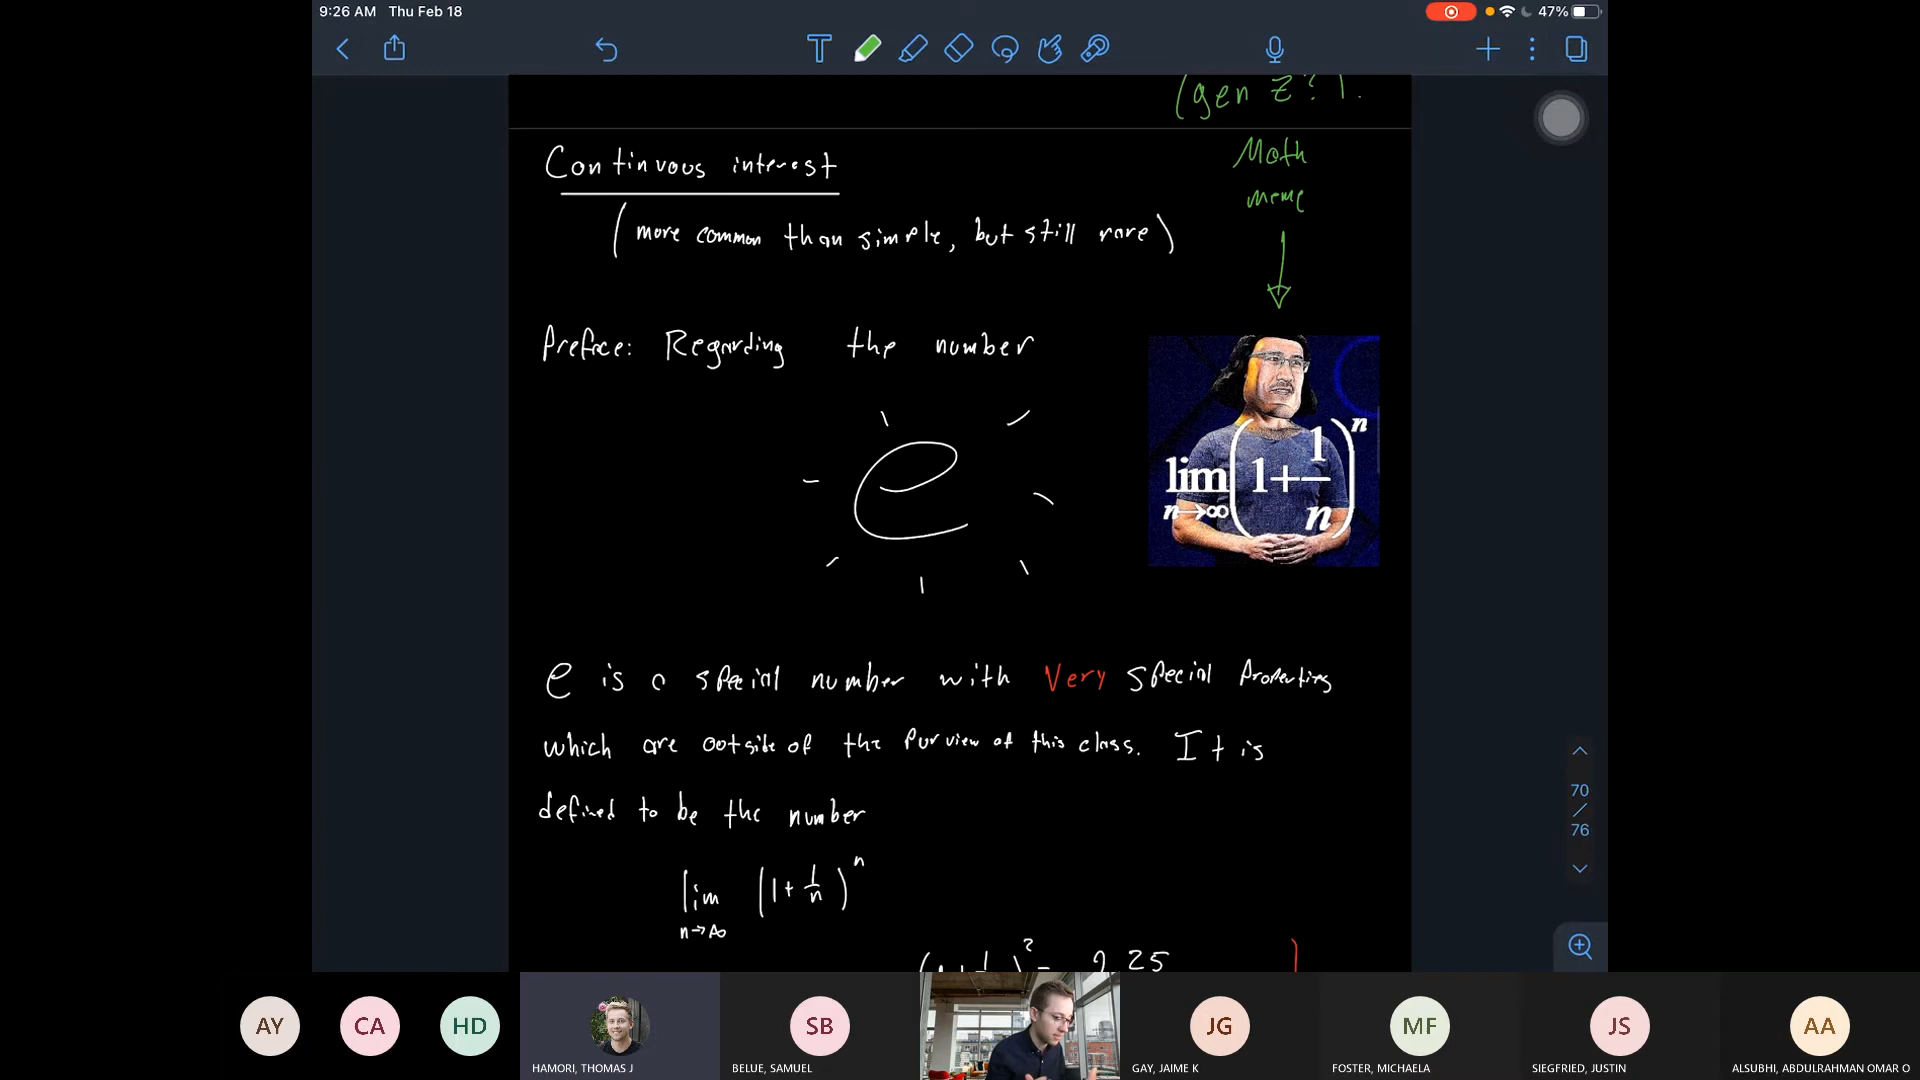 9:26 AM Thu Feb 18
47%
(gen Z?).
Continuous interest
(more common than simple, but still rare)
Math
meme
Preface: Regarding the number
e
lim n→∞ (1+1/n)^n
e is a special number with Very special Properties
which are outside of the Purview of this class. It is
defined to be the number
lim n→∞ (1+1/n)^n
2.25
70
/
76
AY
CA
HD
SB
JG
MF
JS
AA
HAMORI, THOMAS J
BELUE, SAMUEL
GAY, JAIME K
FOSTER, MICHAELA
SIEGFRIED, JUSTIN
ALSUBHI, ABDULRAHMAN OMAR O